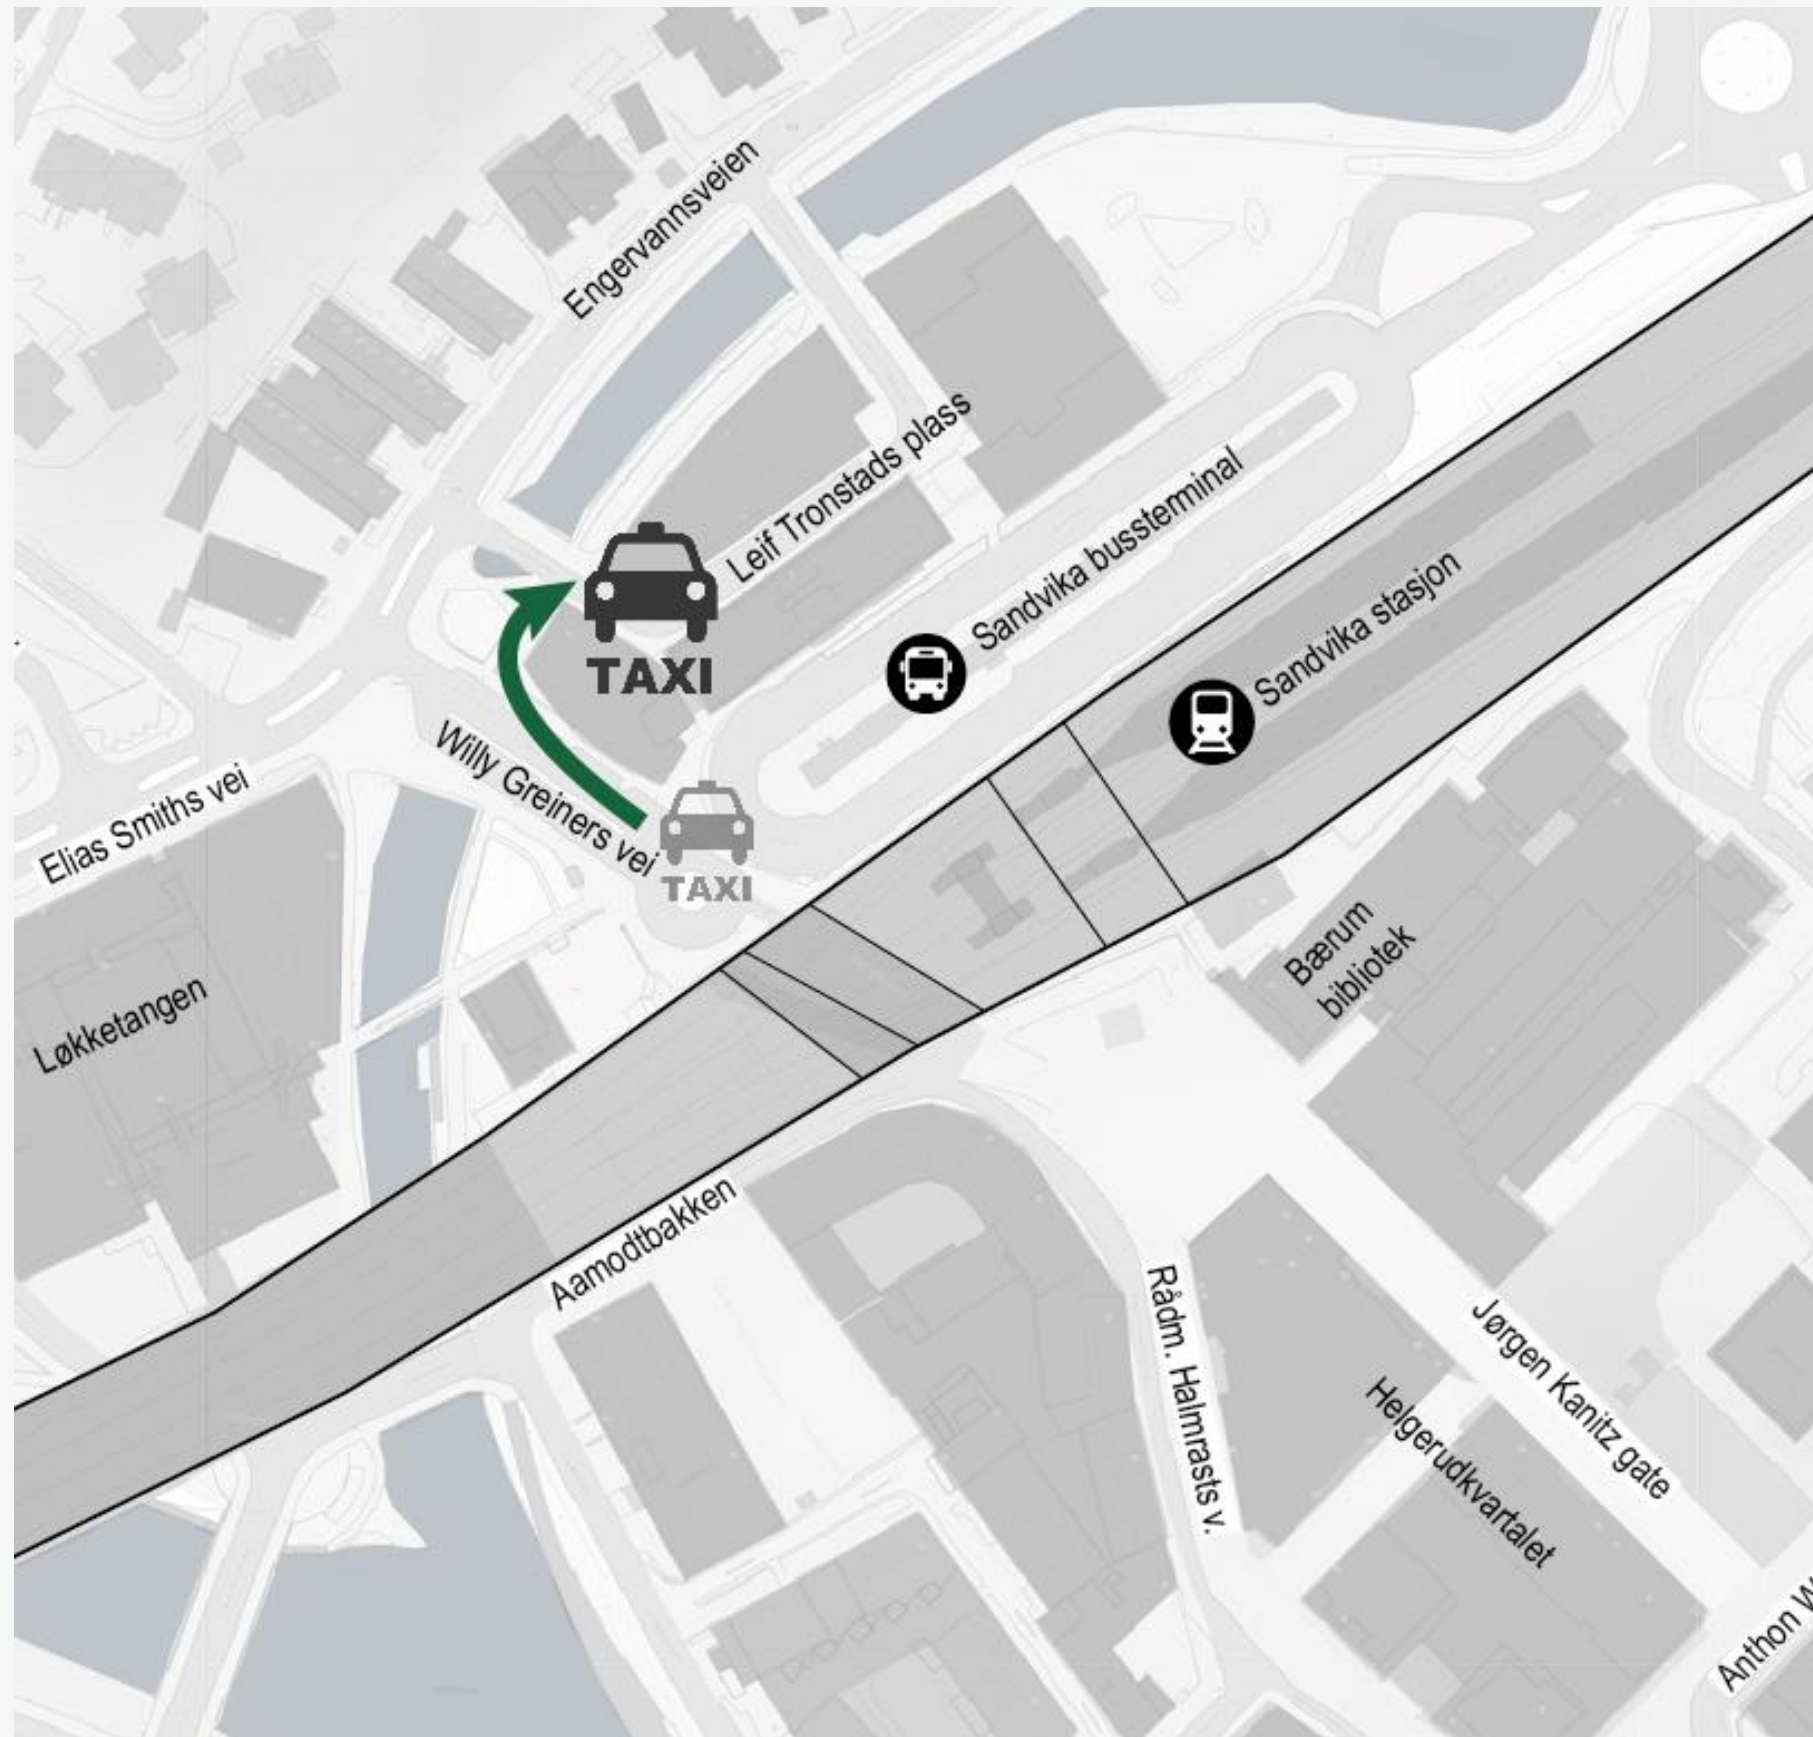 Engervannsveien
Leif Tronstads plass
Sandvika bussterminal
Sandvika stasjon
TAXI
Willy Greiners vei
TAXI
Elias Smiths vei
Løkketangen
Bærum
bibliotek
Aamodtbakken
Rådm. Halmrasts v.
Jørgen Kanitz gate
Helgerudkvartalet
Anthon W